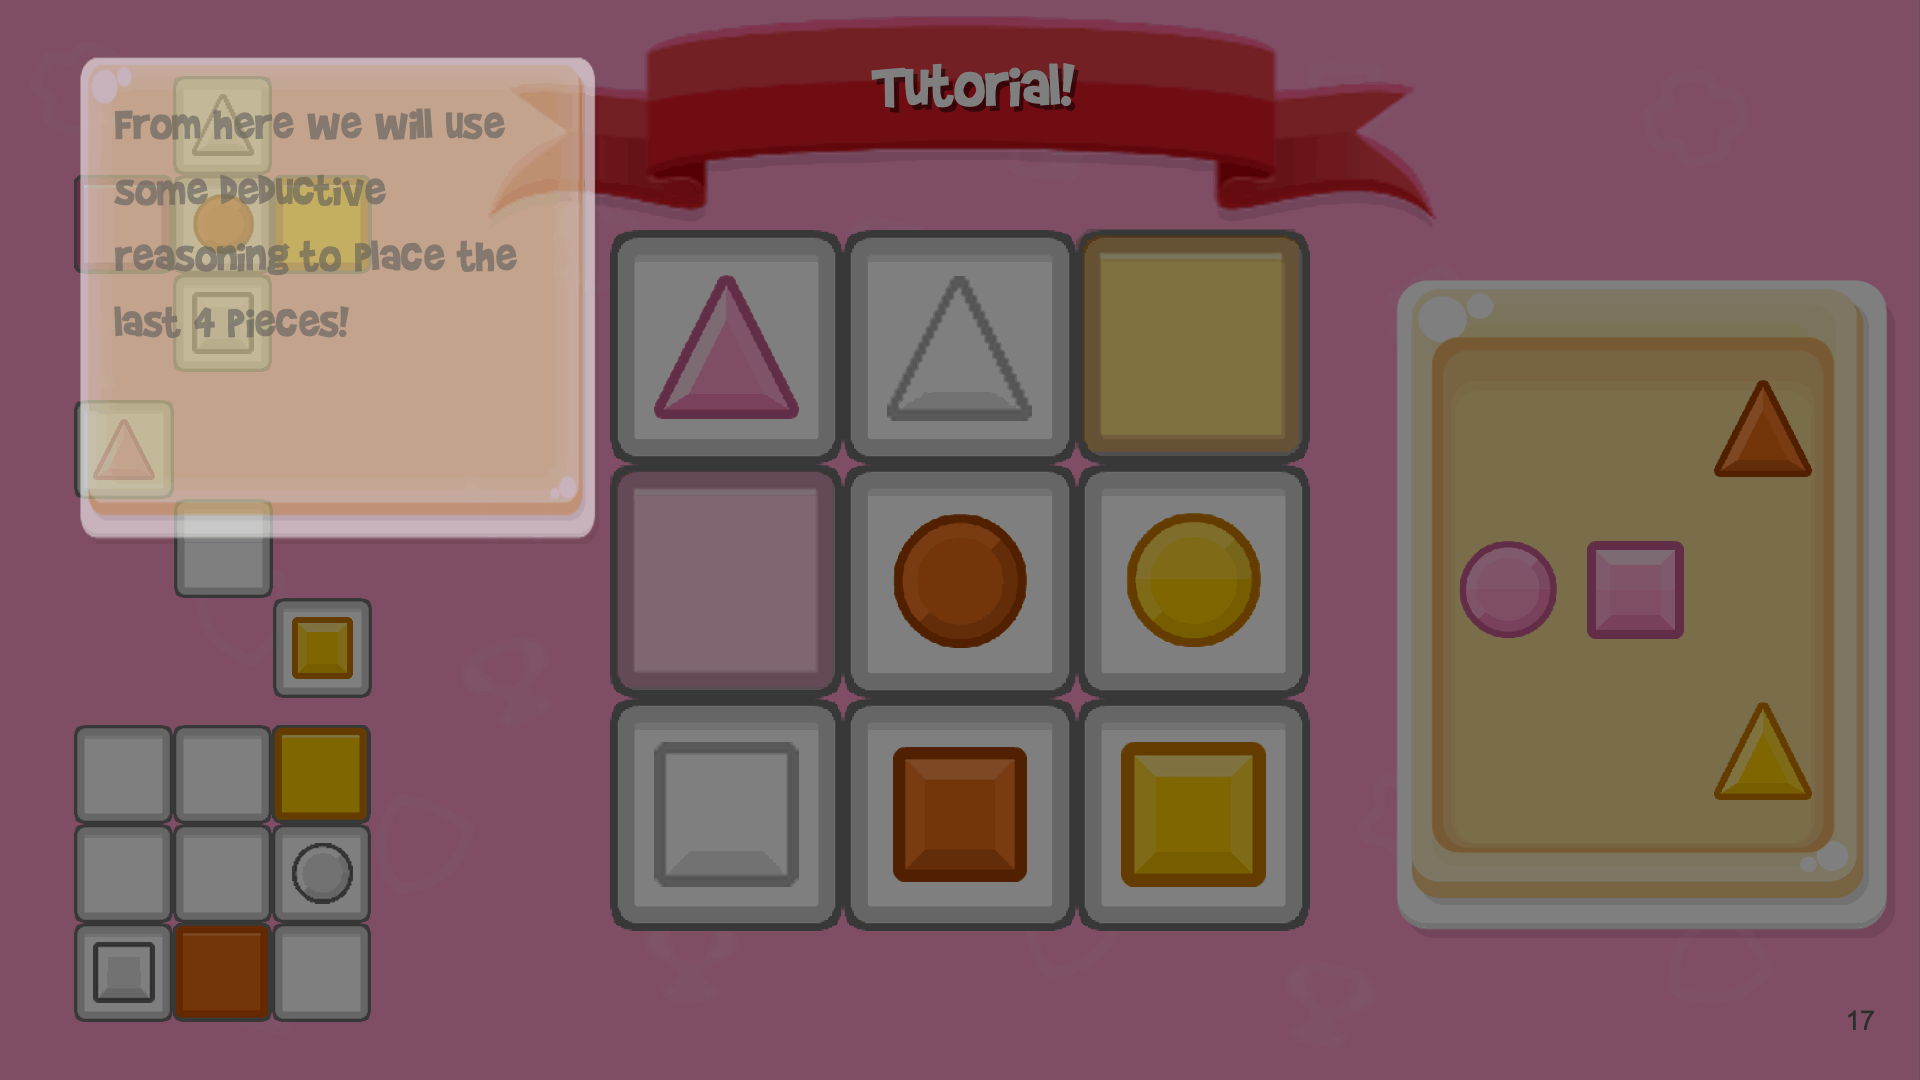 Tutorial!
From here we will use
some deductive
reasoning to place the
last 4 pieces!
17